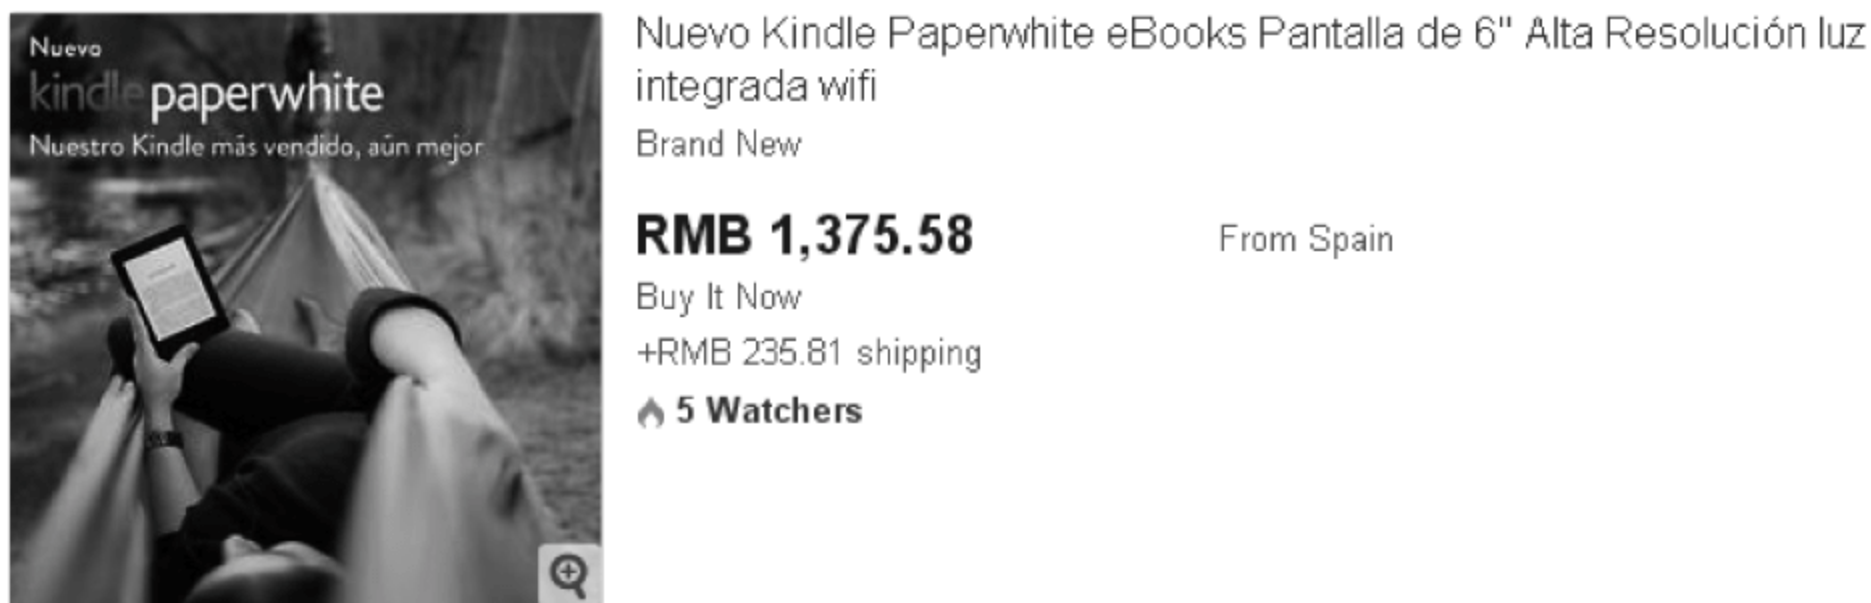 Nuevo
kindle paperwhite
Nuestro Kindle más vendido, aún mejor
Nuevo Kindle Paperwhite eBooks Pantalla de 6" Alta Resolución luz
integrada wifi
Brand New
RMB 1,375.58
From Spain
Buy It Now
+RMB 235.81 shipping
5 Watchers